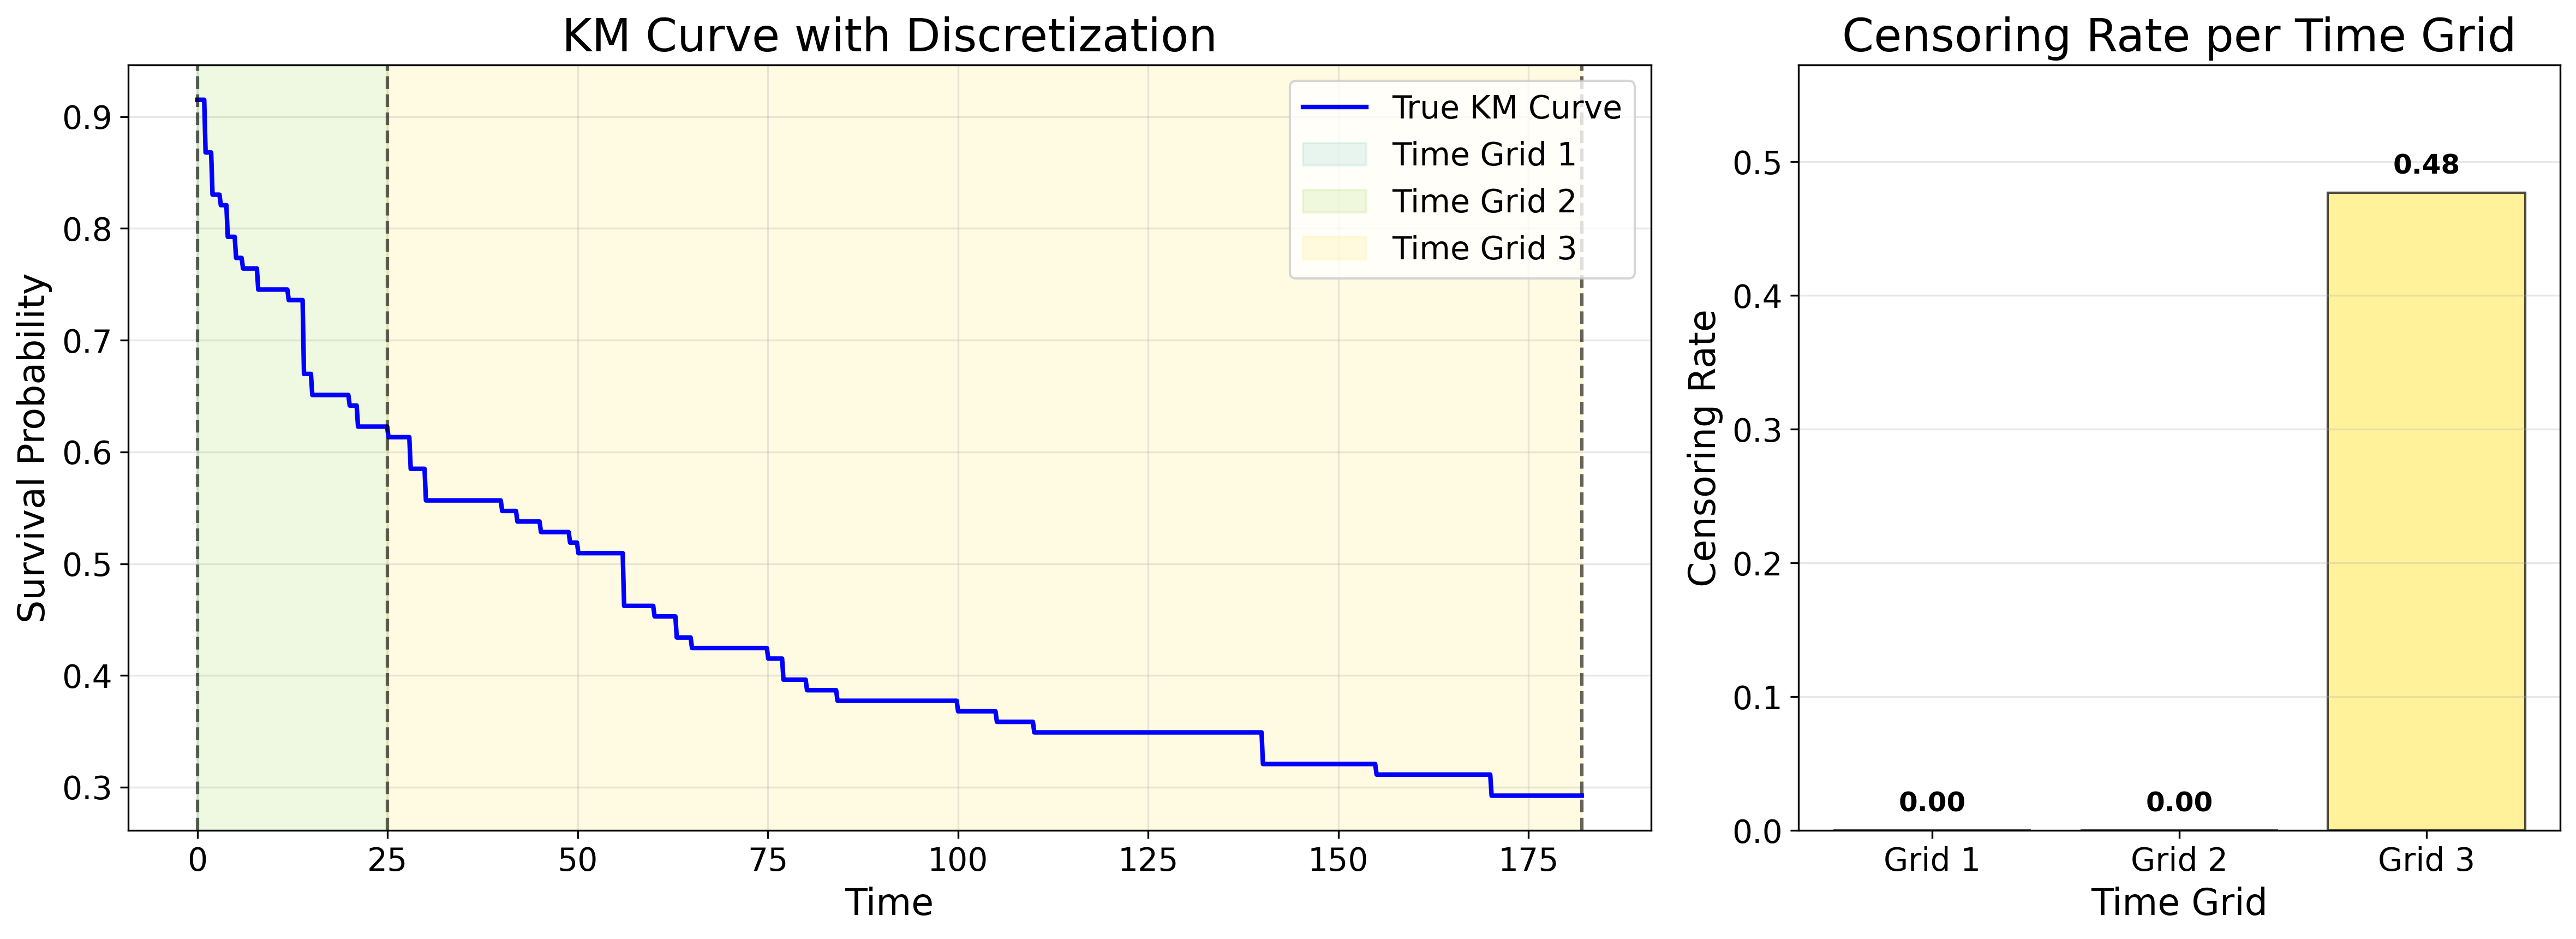 KM Curve with Discretization
Survival Probability
0.9
0.8
0.7
0.6
0.5
0.4
0.3
True KM Curve
Time Grid 1
Time Grid 2
Time Grid 3
0 25 50 75 100 125 150 175
Time
Censoring Rate per Time Grid
Censoring Rate
0.5
0.4
0.3
0.2
0.1
0.0
0.00 0.00 0.48
Grid 1 Grid 2 Grid 3
Time Grid